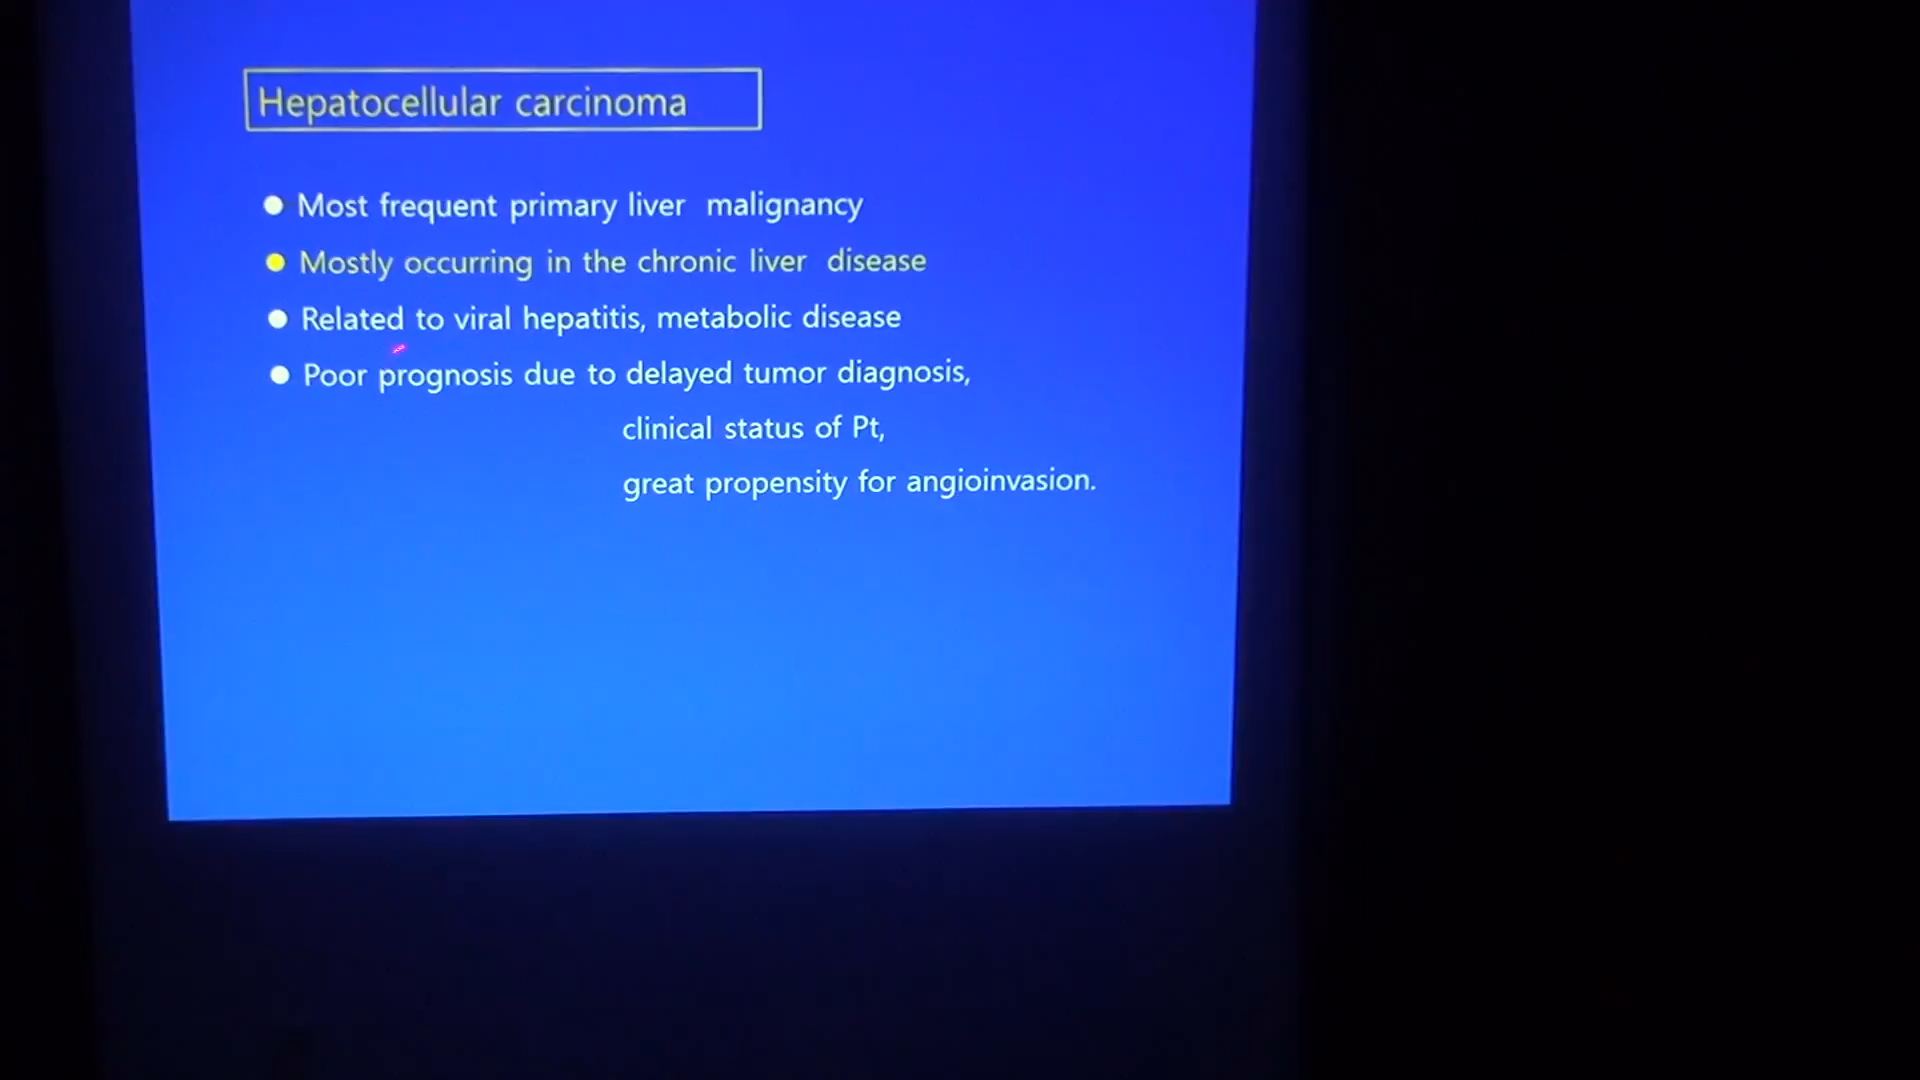 Hepatocellular carcinoma
● Most frequent primary liver malignancy
● Mostly occurring in the chronic liver disease
● Related to viral hepatitis, metabolic disease
● Poor prognosis due to delayed tumor diagnosis,
clinical status of Pt,
great propensity for angioinvasion.